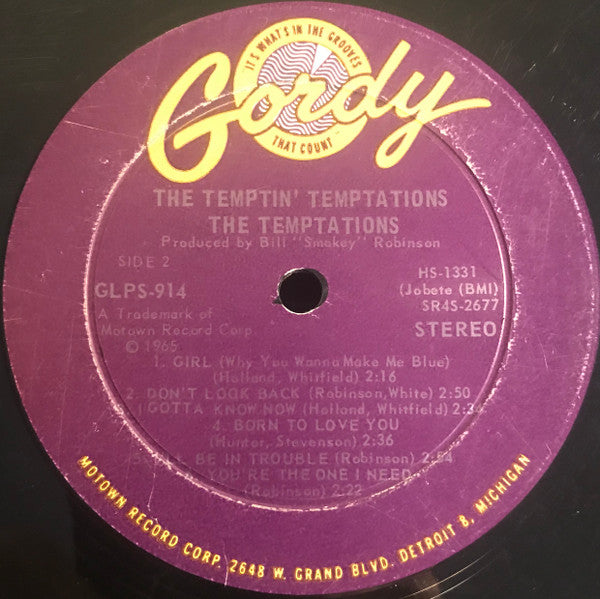 IT'S WHAT'S IN THE GROOVES
Gordy
THAT COUNT
THE TEMPTIN' TEMPTATIONS
THE TEMPTATIONS
Produced by Bill "Smokey" Robinson
SIDE 2
HS-1331
GLPS-914
(Jobete (BMI)
SR4S-2677
A Trademark of
Motown Record Corp.
STEREO
© 1965
1. GIRL (Why You Wanna Make Me Blue)
(Holland, Whitfield) 2:16
2. DON'T LOOK BACK (Robinson, White) 2:50
I GOTTA KNOW NOW (Holland, Whitfield) 2:3
4. BORN TO LOVE YOU
(Hunter, Stevenson) 2:36
BE IN TROUBLE (Robinson) 2:54
YOU'RE THE ONE I NEED
(Robinson) 2:22
MOTOWN RECORD CORP. 2648 W. GRAND BLVD. DETROIT 8, MICHIGAN